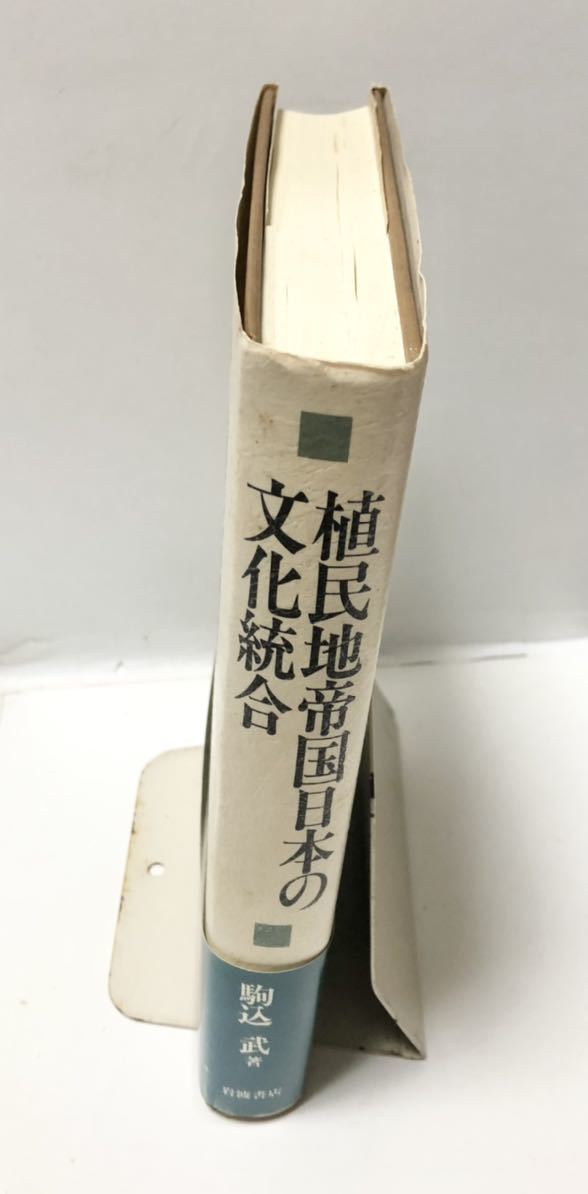 植民地帝国日本の
文化統合
駒込 武 著
岩波書店